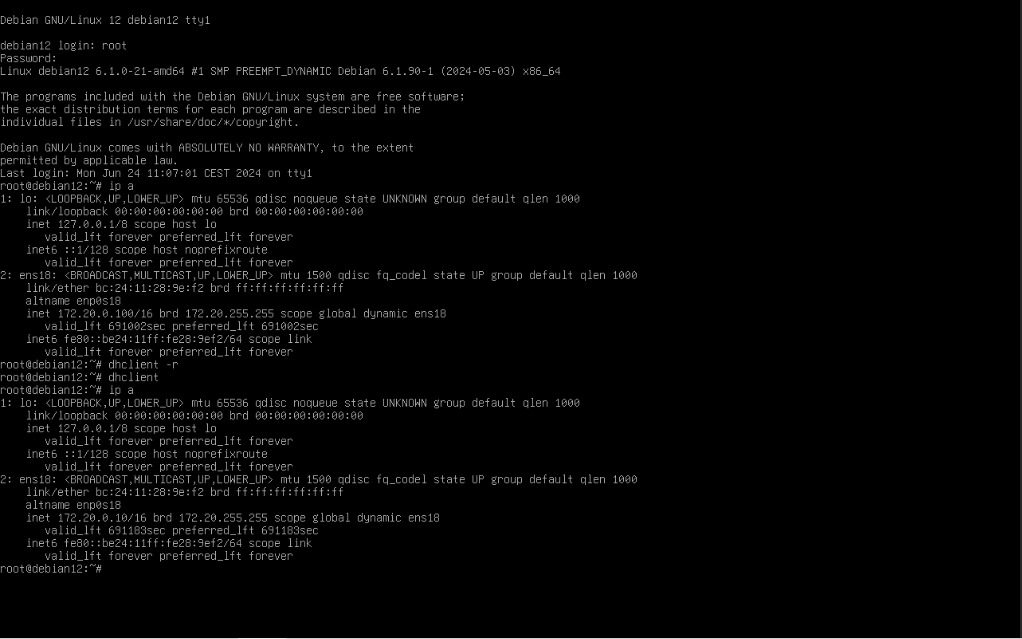 Debian GNU/Linux 12 debian12 tty1
debian12 login: root
Password:
Linux debian12 6.1.0-21-amd64 #1 SMP PREEMPT_DYNAMIC Debian 6.1.90-1 (2024-05-03) x86_64
The programs included with the Debian GNU/Linux system are free software;
the exact distribution terms for each program are described in the
individual files in /usr/share/doc/*/copyright.
Debian GNU/Linux comes with ABSOLUTELY NO WARRANTY, to the extent
permitted by applicable law.
Last login: Mon Jun 24 11:07:01 CEST 2024 on tty1
root@debian12:~# ip a
1: lo: <LOOPBACK,UP,LOWER_UP> mtu 65536 qdisc noqueue state UNKNOWN group default qlen 1000
    link/loopback 00:00:00:00:00:00 brd 00:00:00:00:00:00
    inet 127.0.0.1/8 scope host lo
       valid_lft forever preferred_lft forever
    inet6 ::1/128 scope host noprefixroute
       valid_lft forever preferred_lft forever
2: ens18: <BROADCAST,MULTICAST,UP,LOWER_UP> mtu 1500 qdisc fq_codel state UP group default qlen 1000
    link/ether bc:24:11:28:9e:f2 brd ff:ff:ff:ff:ff:ff
    altname enp0s18
    inet 172.20.0.100/16 brd 172.20.255.255 scope global dynamic ens18
       valid_lft 691002sec preferred_lft 691002sec
    inet6 fe80::be24:11ff:fe28:9ef2/64 scope link
       valid_lft forever preferred_lft forever
root@debian12:~# dhclient -r
root@debian12:~# dhclient
root@debian12:~# ip a
1: lo: <LOOPBACK,UP,LOWER_UP> mtu 65536 qdisc noqueue state UNKNOWN group default qlen 1000
    link/loopback 00:00:00:00:00:00 brd 00:00:00:00:00:00
    inet 127.0.0.1/8 scope host lo
       valid_lft forever preferred_lft forever
    inet6 ::1/128 scope host noprefixroute
       valid_lft forever preferred_lft forever
2: ens18: <BROADCAST,MULTICAST,UP,LOWER_UP> mtu 1500 qdisc fq_codel state UP group default qlen 1000
    link/ether bc:24:11:28:9e:f2 brd ff:ff:ff:ff:ff:ff
    altname enp0s18
    inet 172.20.0.10/16 brd 172.20.255.255 scope global dynamic ens18
       valid_lft 691183sec preferred_lft 691183sec
    inet6 fe80::be24:11ff:fe28:9ef2/64 scope link
       valid_lft forever preferred_lft forever
root@debian12:~#